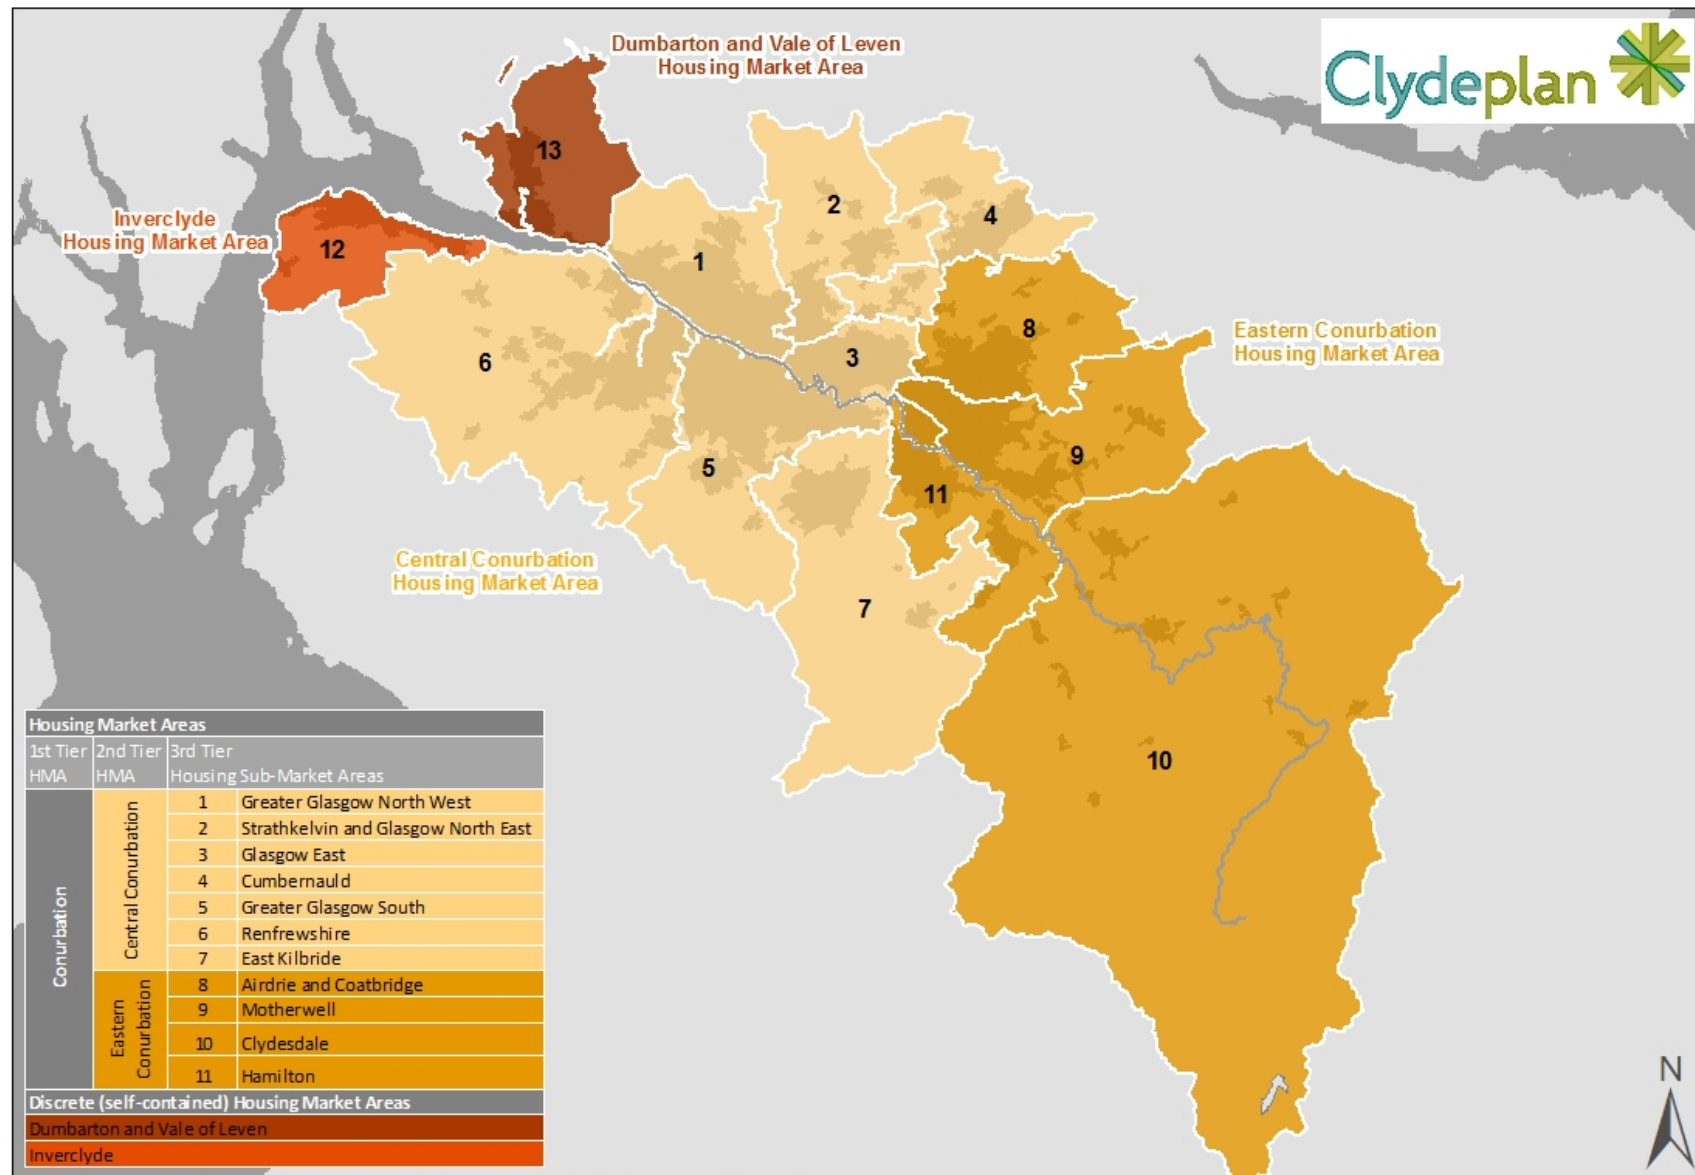 Clydeplan
Dumbarton and Vale of Leven
Housing Market Area
13
2
4
Inverclyde
Housing Market Area
12
1
8
Eastern Conurbation
Housing Market Area
3
6
9
5
11
Central Conurbation
Housing Market Area
7
10
Housing Market Areas
1st Tier HMA
2nd Tier HMA
3rd Tier
Housing Sub-Market Areas
Conurbation
Central Conurbation
1 Greater Glasgow North West
2 Strathkelvin and Glasgow North East
3 Glasgow East
4 Cumbernauld
5 Greater Glasgow South
6 Renfrewshire
7 East Kilbride
Eastern
Conurbation
8 Airdrie and Coatbridge
9 Motherwell
10 Clydesdale
11 Hamilton
Discrete (self-contained) Housing Market Areas
Dumbarton and Vale of Leven
Inverclyde
N